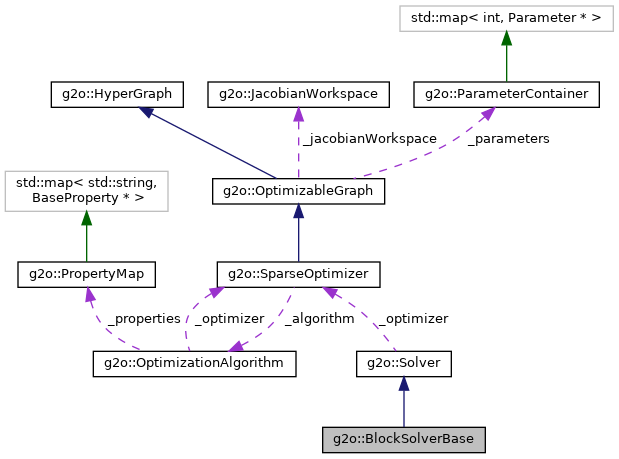 std::map< int, Parameter * >
g2o::HyperGraph
g2o::JacobianWorkspace
g2o::ParameterContainer
_jacobianWorkspace
_parameters
std::map< std::string,
BaseProperty * >
g2o::OptimizableGraph
g2o::PropertyMap
g2o::SparseOptimizer
_properties
_optimizer
_algorithm
_optimizer
g2o::OptimizationAlgorithm
g2o::Solver
g2o::BlockSolverBase